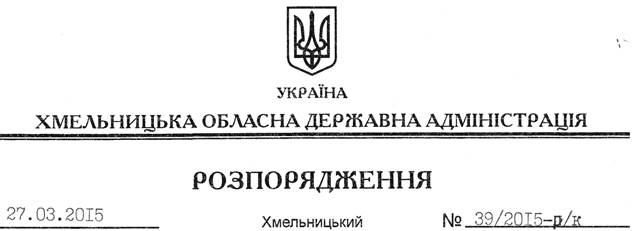 УКРАЇНА
ХМЕЛЬНИЦЬКА ОБЛАСНА ДЕРЖАВНА АДМІНІСТРАЦІЯ
РОЗПОРЯДЖЕННЯ
27.03.2015 Хмельницький № 39/2015-р/к